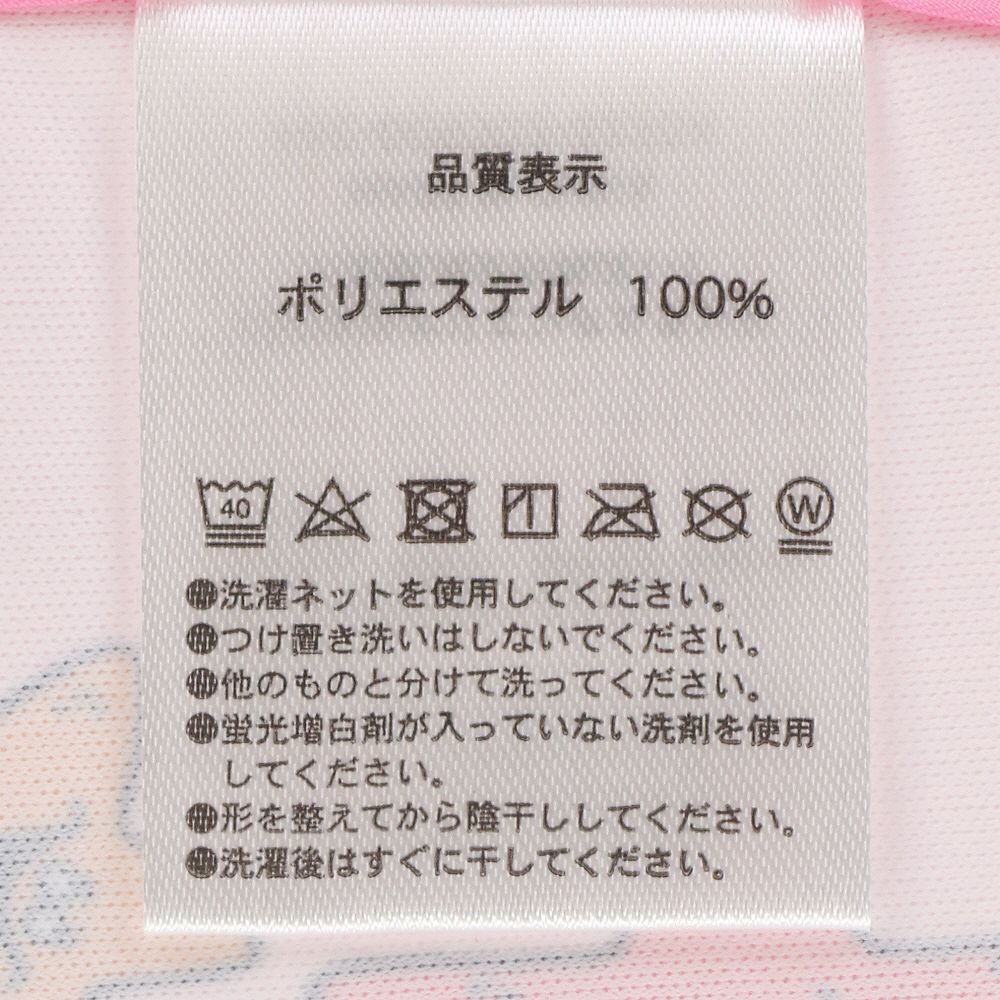 品質表示
ポリエステル 100%
40
W
●洗濯ネットを使用してください。
●つけ置き洗いはしないでください。
●他のものと分けて洗ってください。
●蛍光増白剤が入っていない洗剤を使用
してください。
●形を整えてから陰干ししてください。
●洗濯後はすぐに干してください。